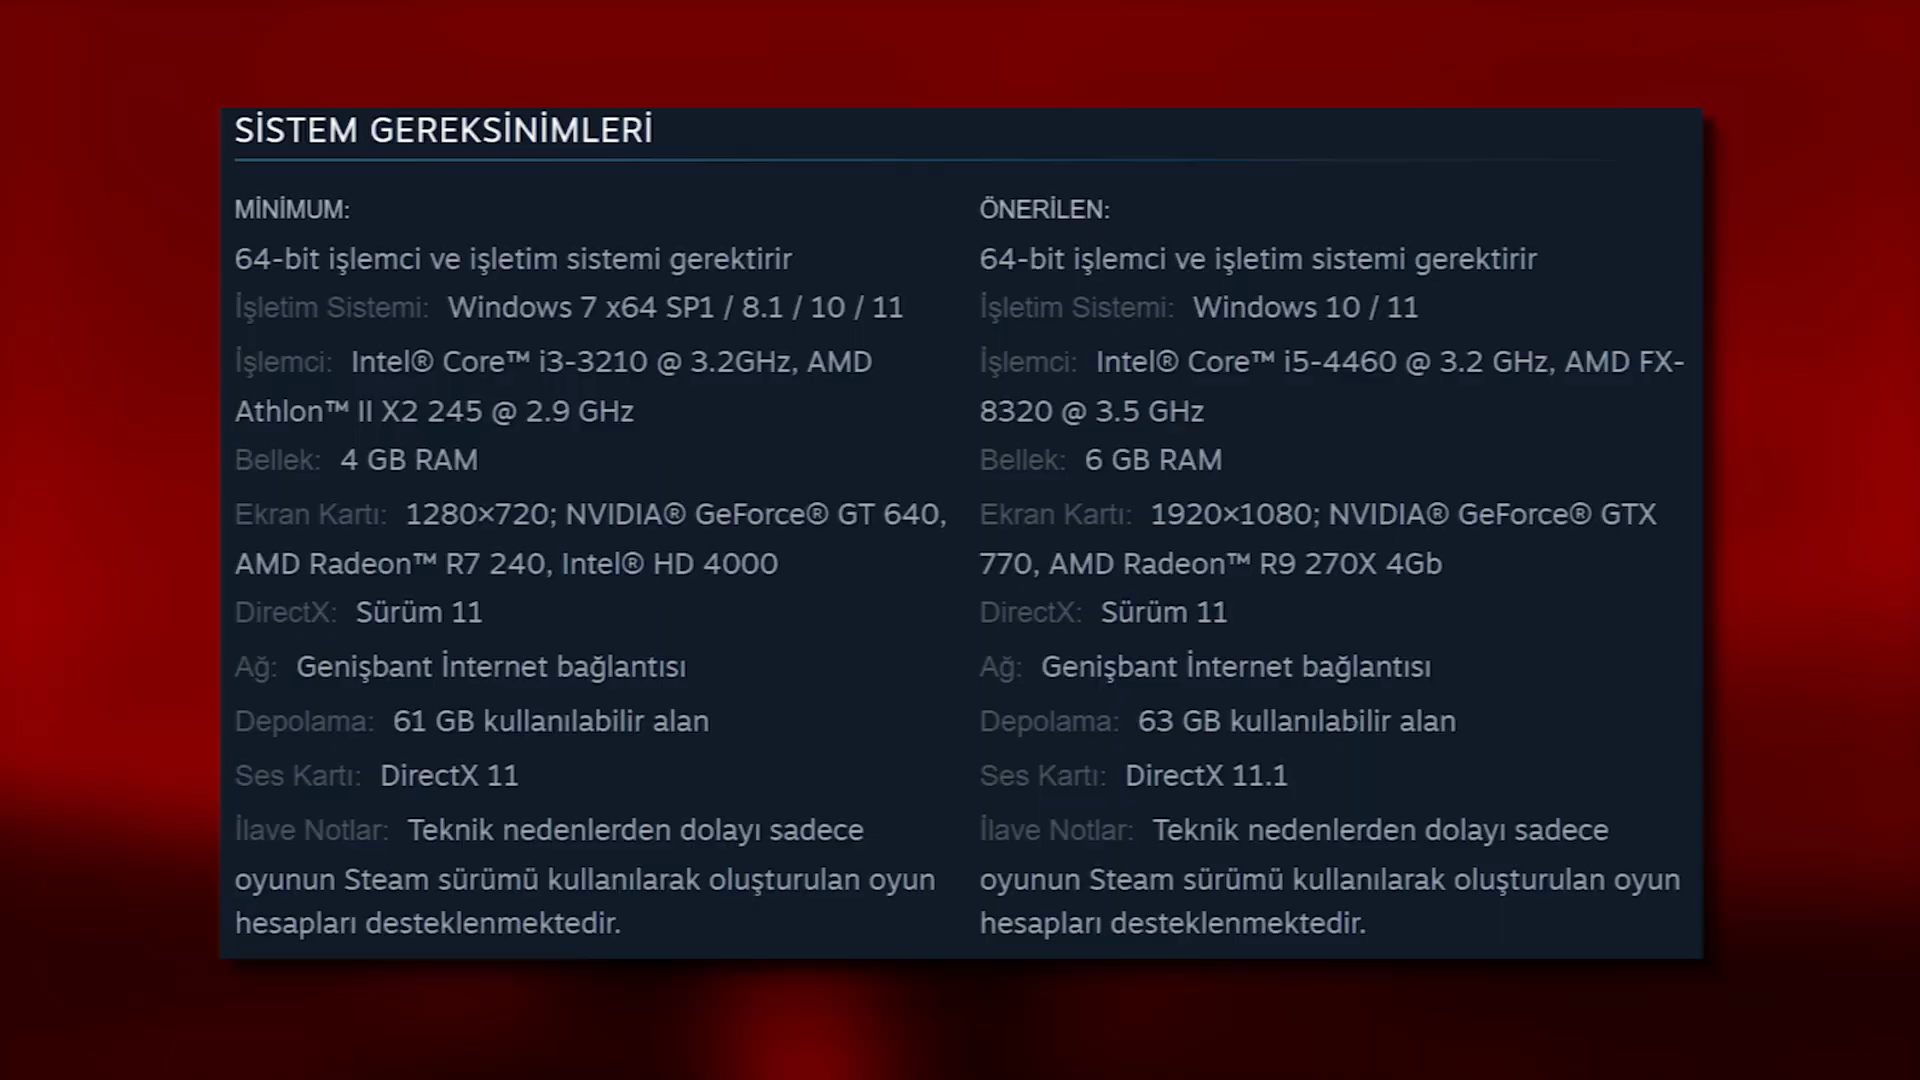 SİSTEM GEREKSİNİMLERİ
MİNİMUM:
64-bit işlemci ve işletim sistemi gerektirir
İşletim Sistemi: Windows 7 x64 SP1 / 8.1 / 10 / 11
İşlemci: Intel® Core™ i3-3210 @ 3.2GHz, AMD
Athlon™ II X2 245 @ 2.9 GHz
Bellek: 4 GB RAM
Ekran Kartı: 1280×720; NVIDIA® GeForce® GT 640,
AMD Radeon™ R7 240, Intel® HD 4000
DirectX: Sürüm 11
Ağ: Genişbant İnternet bağlantısı
Depolama: 61 GB kullanılabilir alan
Ses Kartı: DirectX 11
İlave Notlar: Teknik nedenlerden dolayı sadece
oyunun Steam sürümü kullanılarak oluşturulan oyun
hesapları desteklenmektedir.
ÖNERİLEN:
64-bit işlemci ve işletim sistemi gerektirir
İşletim Sistemi: Windows 10 / 11
İşlemci: Intel® Core™ i5-4460 @ 3.2 GHz, AMD FX-
8320 @ 3.5 GHz
Bellek: 6 GB RAM
Ekran Kartı: 1920×1080; NVIDIA® GeForce® GTX
770, AMD Radeon™ R9 270X 4Gb
DirectX: Sürüm 11
Ağ: Genişbant İnternet bağlantısı
Depolama: 63 GB kullanılabilir alan
Ses Kartı: DirectX 11.1
İlave Notlar: Teknik nedenlerden dolayı sadece
oyunun Steam sürümü kullanılarak oluşturulan oyun
hesapları desteklenmektedir.